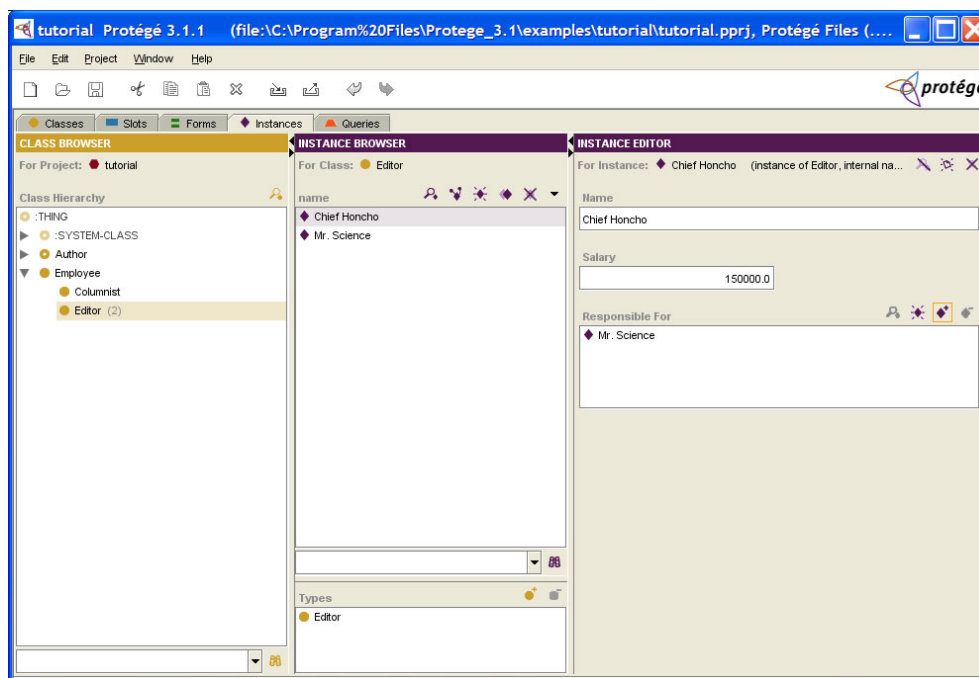 tutorial Protégé 3.1.1 (file:\C:\Program%20Files\Protege_3.1\examples\tutorial\tutorial.pprj, Protégé Files (....
File Edit Project Window Help
protégé
Classes Slots Forms Instances Queries
CLASS BROWSER
For Project: tutorial
Class Hierarchy
:THING
:SYSTEM-CLASS
Author
Employee
Columnist
Editor (2)
INSTANCE BROWSER
For Class: Editor
name
Chief Honcho
Mr. Science
Types
Editor
INSTANCE EDITOR
For Instance: Chief Honcho (instance of Editor, internal na...
Name
Chief Honcho
Salary
150000.0
Responsible For
Mr. Science